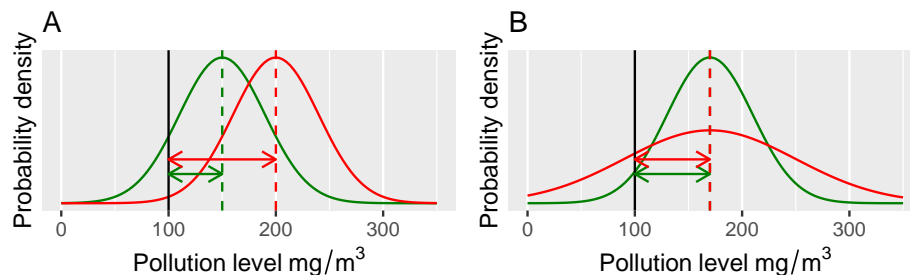 A
Probability density
0 100 200 300
Pollution level mg/m³
B
Probability density
0 100 200 300
Pollution level mg/m³